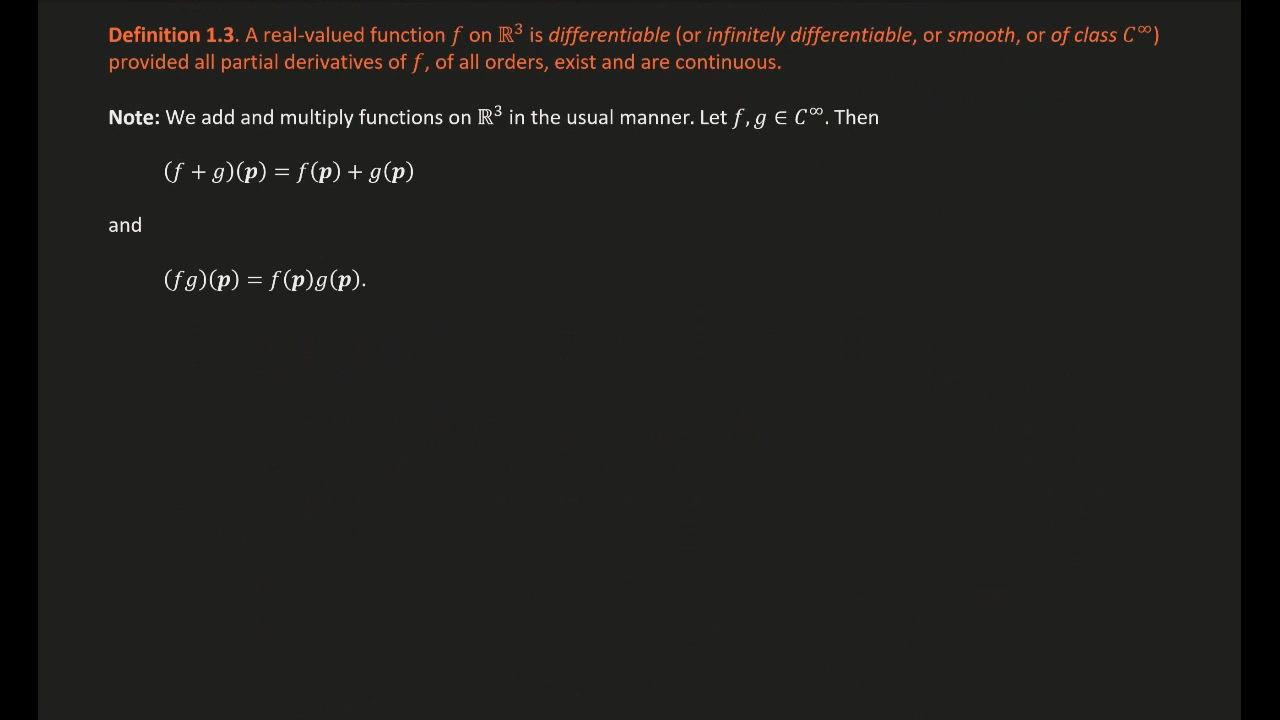 Definition 1.3. A real-valued function f on ℝ³ is differentiable (or infinitely differentiable, or smooth, or of class C^∞)
provided all partial derivatives of f, of all orders, exist and are continuous.
Note: We add and multiply functions on ℝ³ in the usual manner. Let f, g ∈ C^∞. Then
(f + g)(p) = f(p) + g(p)
and
(fg)(p) = f(p)g(p).